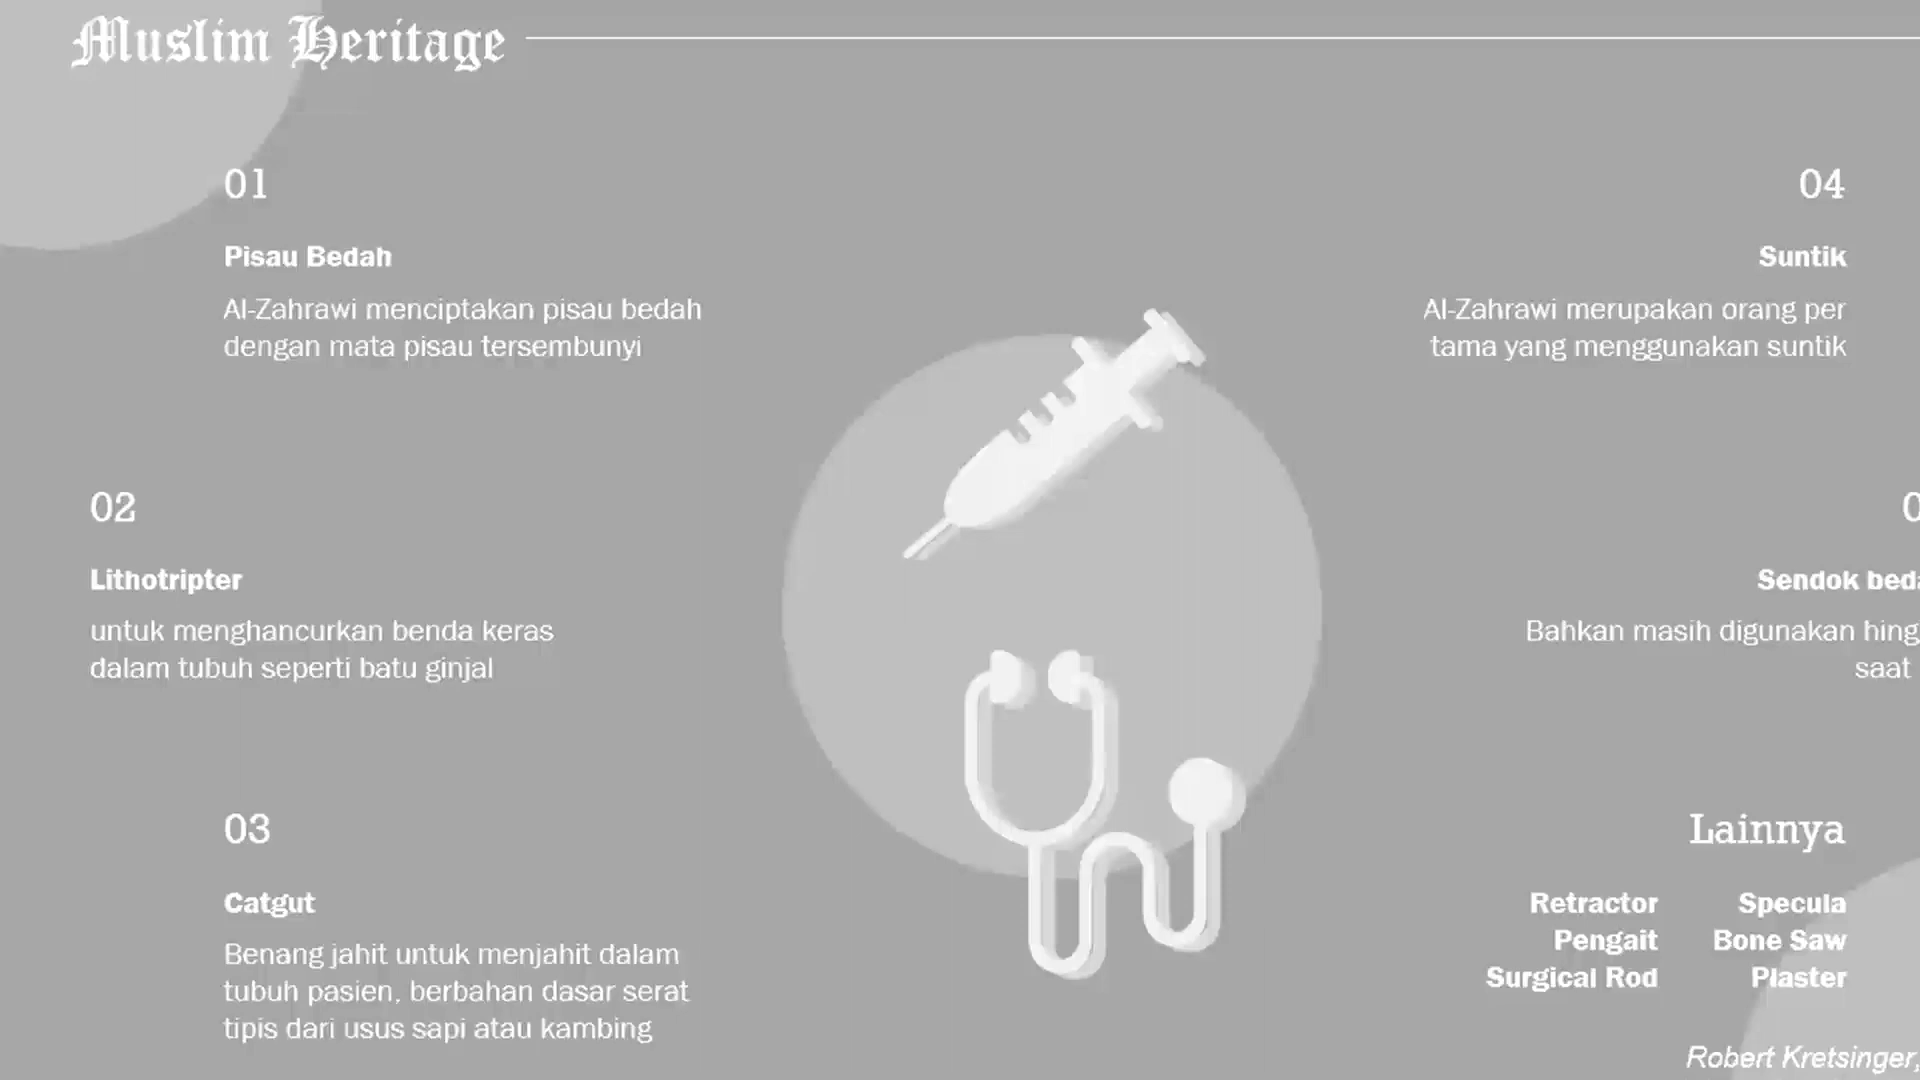 Muslim Heritage
01
Pisau Bedah
Al-Zahrawi menciptakan pisau bedah
dengan mata pisau tersembunyi
02
Lithotripter
untuk menghancurkan benda keras
dalam tubuh seperti batu ginjal
03
Catgut
Benang jahit untuk menjahit dalam
tubuh pasien, berbahan dasar serat
tipis dari usus sapi atau kambing
04
Suntik
Al-Zahrawi merupakan orang per
tama yang menggunakan suntik
Sendok
Bahkan masih digunakan
saat
Lainnya
Retractor Specula
Pengait Bone Saw
Surgical Rod Plaster
Robert Kretsinger,